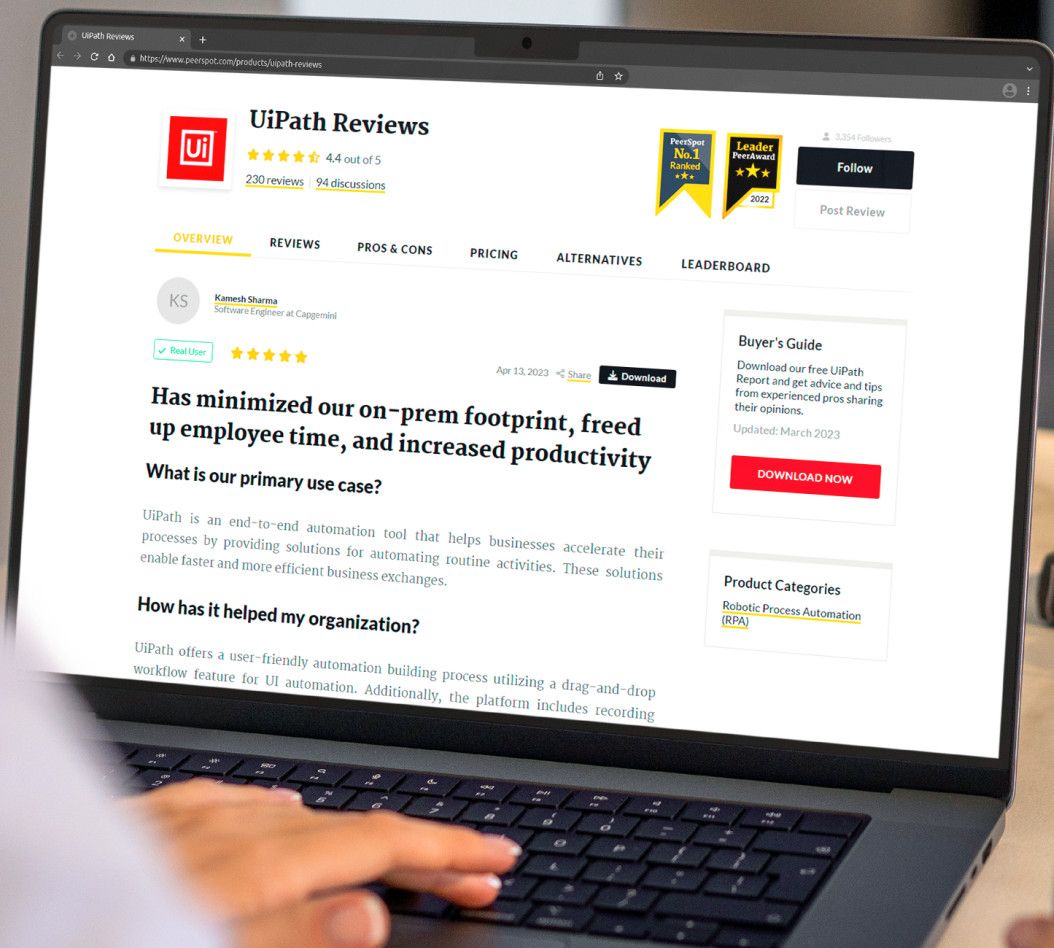 UiPath Reviews
https://www.peerspot.com/products/uipath-reviews
Ui
UiPath Reviews
4.4 out of 5
230 reviews | 94 discussions
PeerSpot
No.1
Ranked
Leader
PeerAward
2022
3,354 Followers
Follow
Post Review
OVERVIEW REVIEWS PROS & CONS PRICING ALTERNATIVES LEADERBOARD
KS
Kamesh Sharma
Software Engineer at Capgemini
Real User
Apr 13, 2023 Share Download
Has minimized our on-prem footprint, freed
up employee time, and increased productivity
What is our primary use case?
UiPath is an end-to-end automation tool that helps businesses accelerate their
processes by providing solutions for automating routine activities. These solutions
enable faster and more efficient business exchanges.
How has it helped my organization?
UiPath offers a user-friendly automation building process utilizing a drag-and-drop
workflow feature for UI automation. Additionally, the platform includes recording
Buyer's Guide
Download our free UiPath
Report and get advice and tips
from experienced pros sharing
their opinions.
Updated: March 2023
DOWNLOAD NOW
Product Categories
Robotic Process Automation
(RPA)